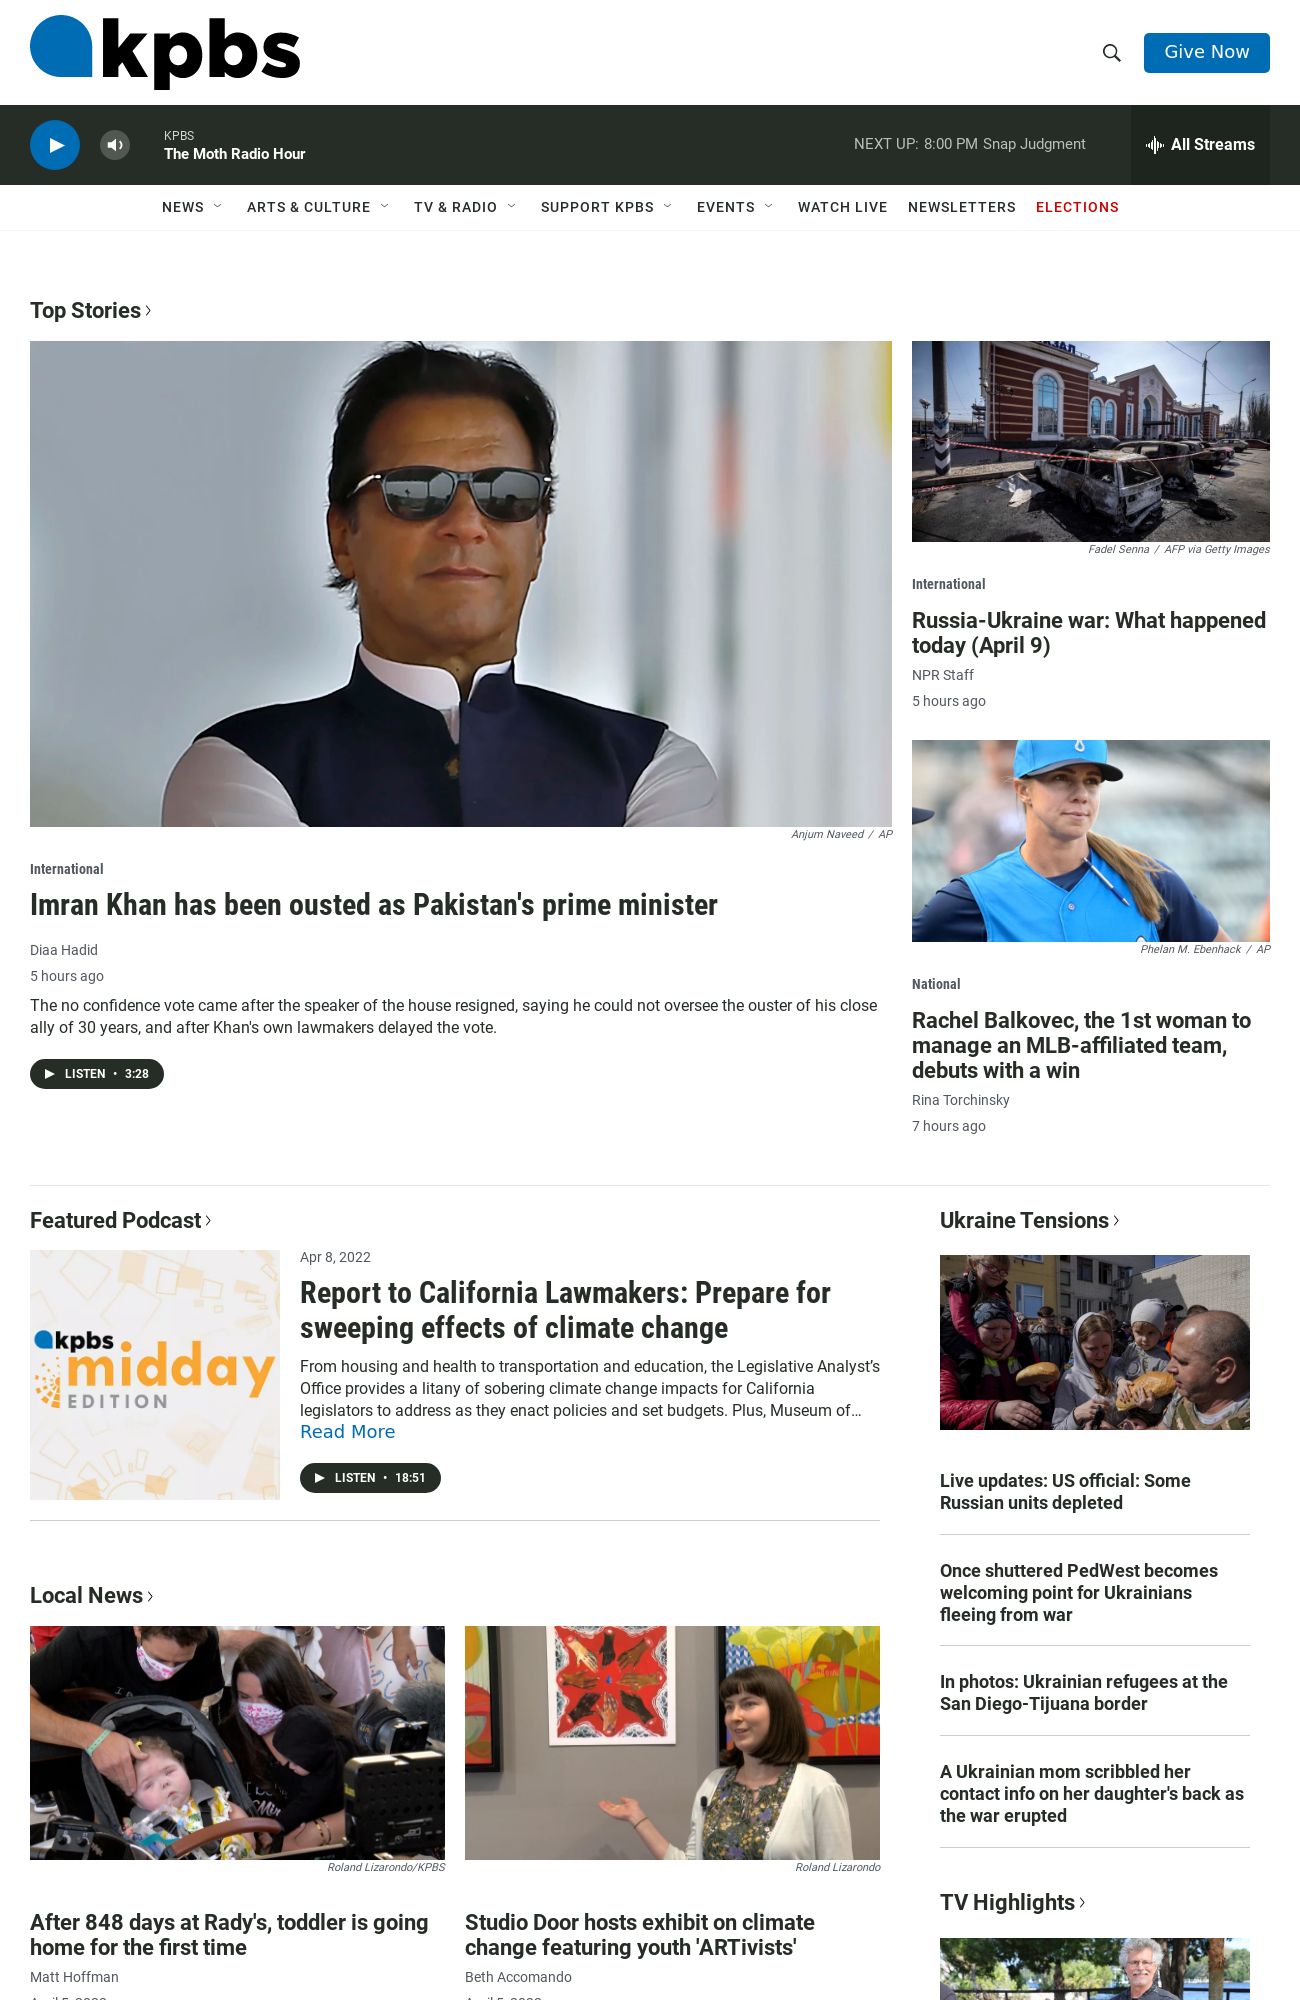 kpbs
Give Now
KPBS
The Moth Radio Hour
NEXT UP: 8:00 PM Snap Judgment
All Streams
NEWS
ARTS & CULTURE
TV & RADIO
SUPPORT KPBS
EVENTS
WATCH LIVE
NEWSLETTERS
ELECTIONS
Top Stories
Anjum Naveed / AP
International
Imran Khan has been ousted as Pakistan's prime minister
Diaa Hadid
5 hours ago
The no confidence vote came after the speaker of the house resigned, saying he could not oversee the ouster of his close
ally of 30 years, and after Khan's own lawmakers delayed the vote.
LISTEN • 3:28
Fadel Senna / AFP via Getty Images
International
Russia-Ukraine war: What happened
today (April 9)
NPR Staff
5 hours ago
Phelan M. Ebenhack / AP
National
Rachel Balkovec, the 1st woman to
manage an MLB-affiliated team,
debuts with a win
Rina Torchinsky
7 hours ago
Featured Podcast
kpbs
midday
EDITION
Apr 8, 2022
Report to California Lawmakers: Prepare for
sweeping effects of climate change
From housing and health to transportation and education, the Legislative Analyst’s
Office provides a litany of sobering climate change impacts for California
legislators to address as they enact policies and set budgets. Plus, Museum of…
Read More
LISTEN • 18:51
Local News
Roland Lizarondo/KPBS
After 848 days at Rady's, toddler is going
home for the first time
Matt Hoffman
Roland Lizarondo
Studio Door hosts exhibit on climate
change featuring youth 'ARTivists'
Beth Accomando
Ukraine Tensions
Live updates: US official: Some
Russian units depleted
Once shuttered PedWest becomes
welcoming point for Ukrainians
fleeing from war
In photos: Ukrainian refugees at the
San Diego-Tijuana border
A Ukrainian mom scribbled her
contact info on her daughter's back as
the war erupted
TV Highlights